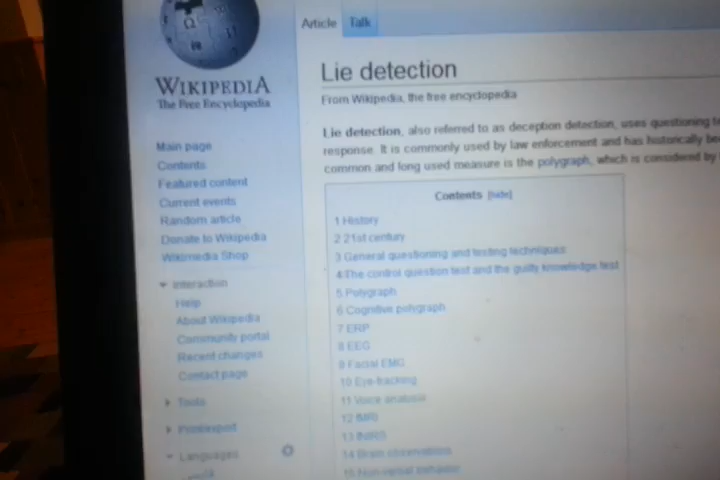 Ω
Article Talk
WIKIPEDIA
The Free Encyclopedia
Main page
Contents
Featured content
Current events
Random article
Donate to Wikipedia
Wikimedia Shop
Interaction
Help
About Wikipedia
Community portal
Recent changes
Contact page
Tools
Print/export
Languages
Lie detection
From Wikipedia, the free encyclopedia
Lie detection, also referred to as deception detection, uses questioning
response. It is commonly used by law enforcement and has historically
common and long used measure is the polygraph, which is considered by
Contents [hide]
1 History
2 21st century
3 General questioning and testing techniques
4 The control question test and the guilty knowledge test
5 Polygraph
6 Cognitive polygraph
7 ERP
8 EEG
9 Facial EMG
10 Eye-tracking
11 Voice analysis
12 fMRI
13 fNIRS
14 Brain observations
15 Non-verbal behavior